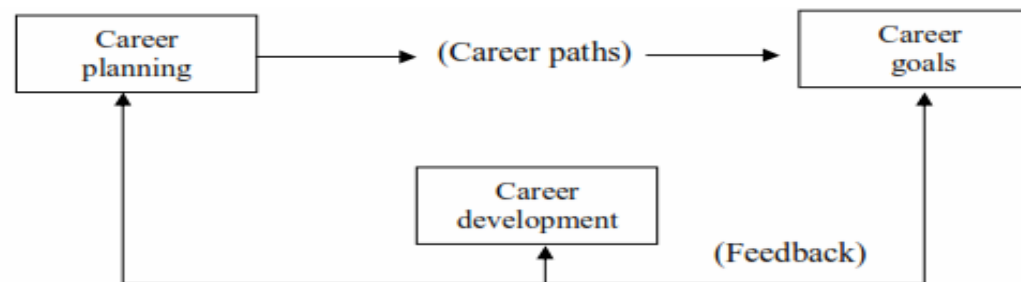 Career
planning
(Career paths)
Career
goals
Career
development
(Feedback)